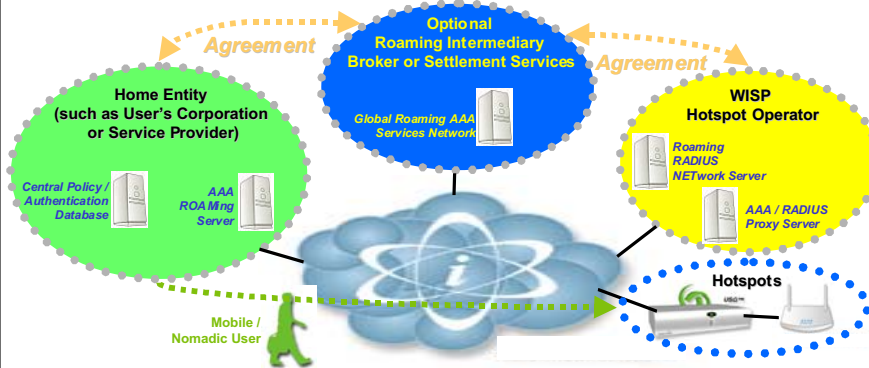 Optional
Roaming Intermediary
Broker or Settlement Services
Agreement
Agreement
Global Roaming AAA
Services Network
Home Entity
(such as User's Corporation
or Service Provider)
Central Policy /
Authentication
Database
AAA
ROAMing
Server
WISP
Hotspot Operator
Roaming
RADIUS
NETwork Server
AAA / RADIUS
Proxy Server
i
Hotspots
USG™
Mobile /
Nomadic User